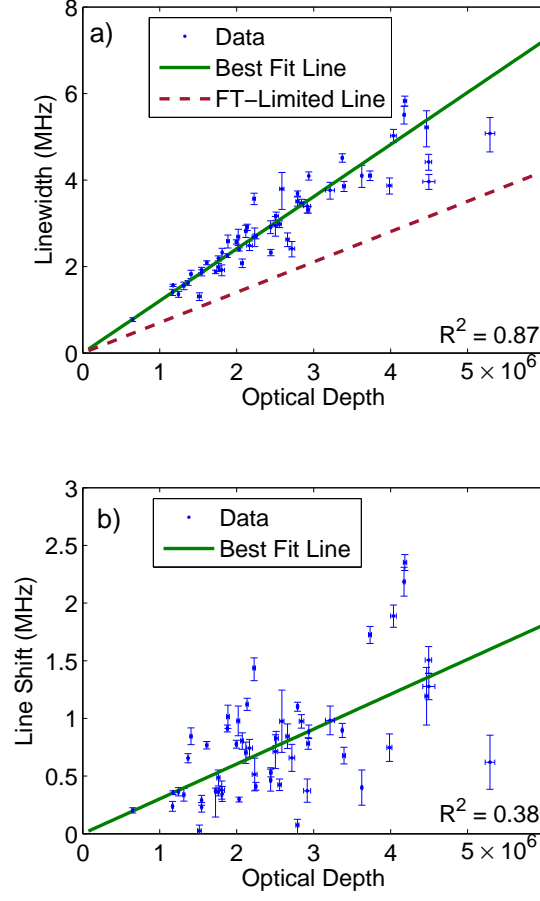 a)
Data
Best Fit Line
FT−Limited Line
Linewidth (MHz)
8
6
4
2
0
R² = 0.87
0 1 2 3 4 5 × 10⁶
Optical Depth
b)
Data
Best Fit Line
Line Shift (MHz)
3
2.5
2
1.5
1
0.5
0
R² = 0.38
0 1 2 3 4 5 × 10⁶
Optical Depth